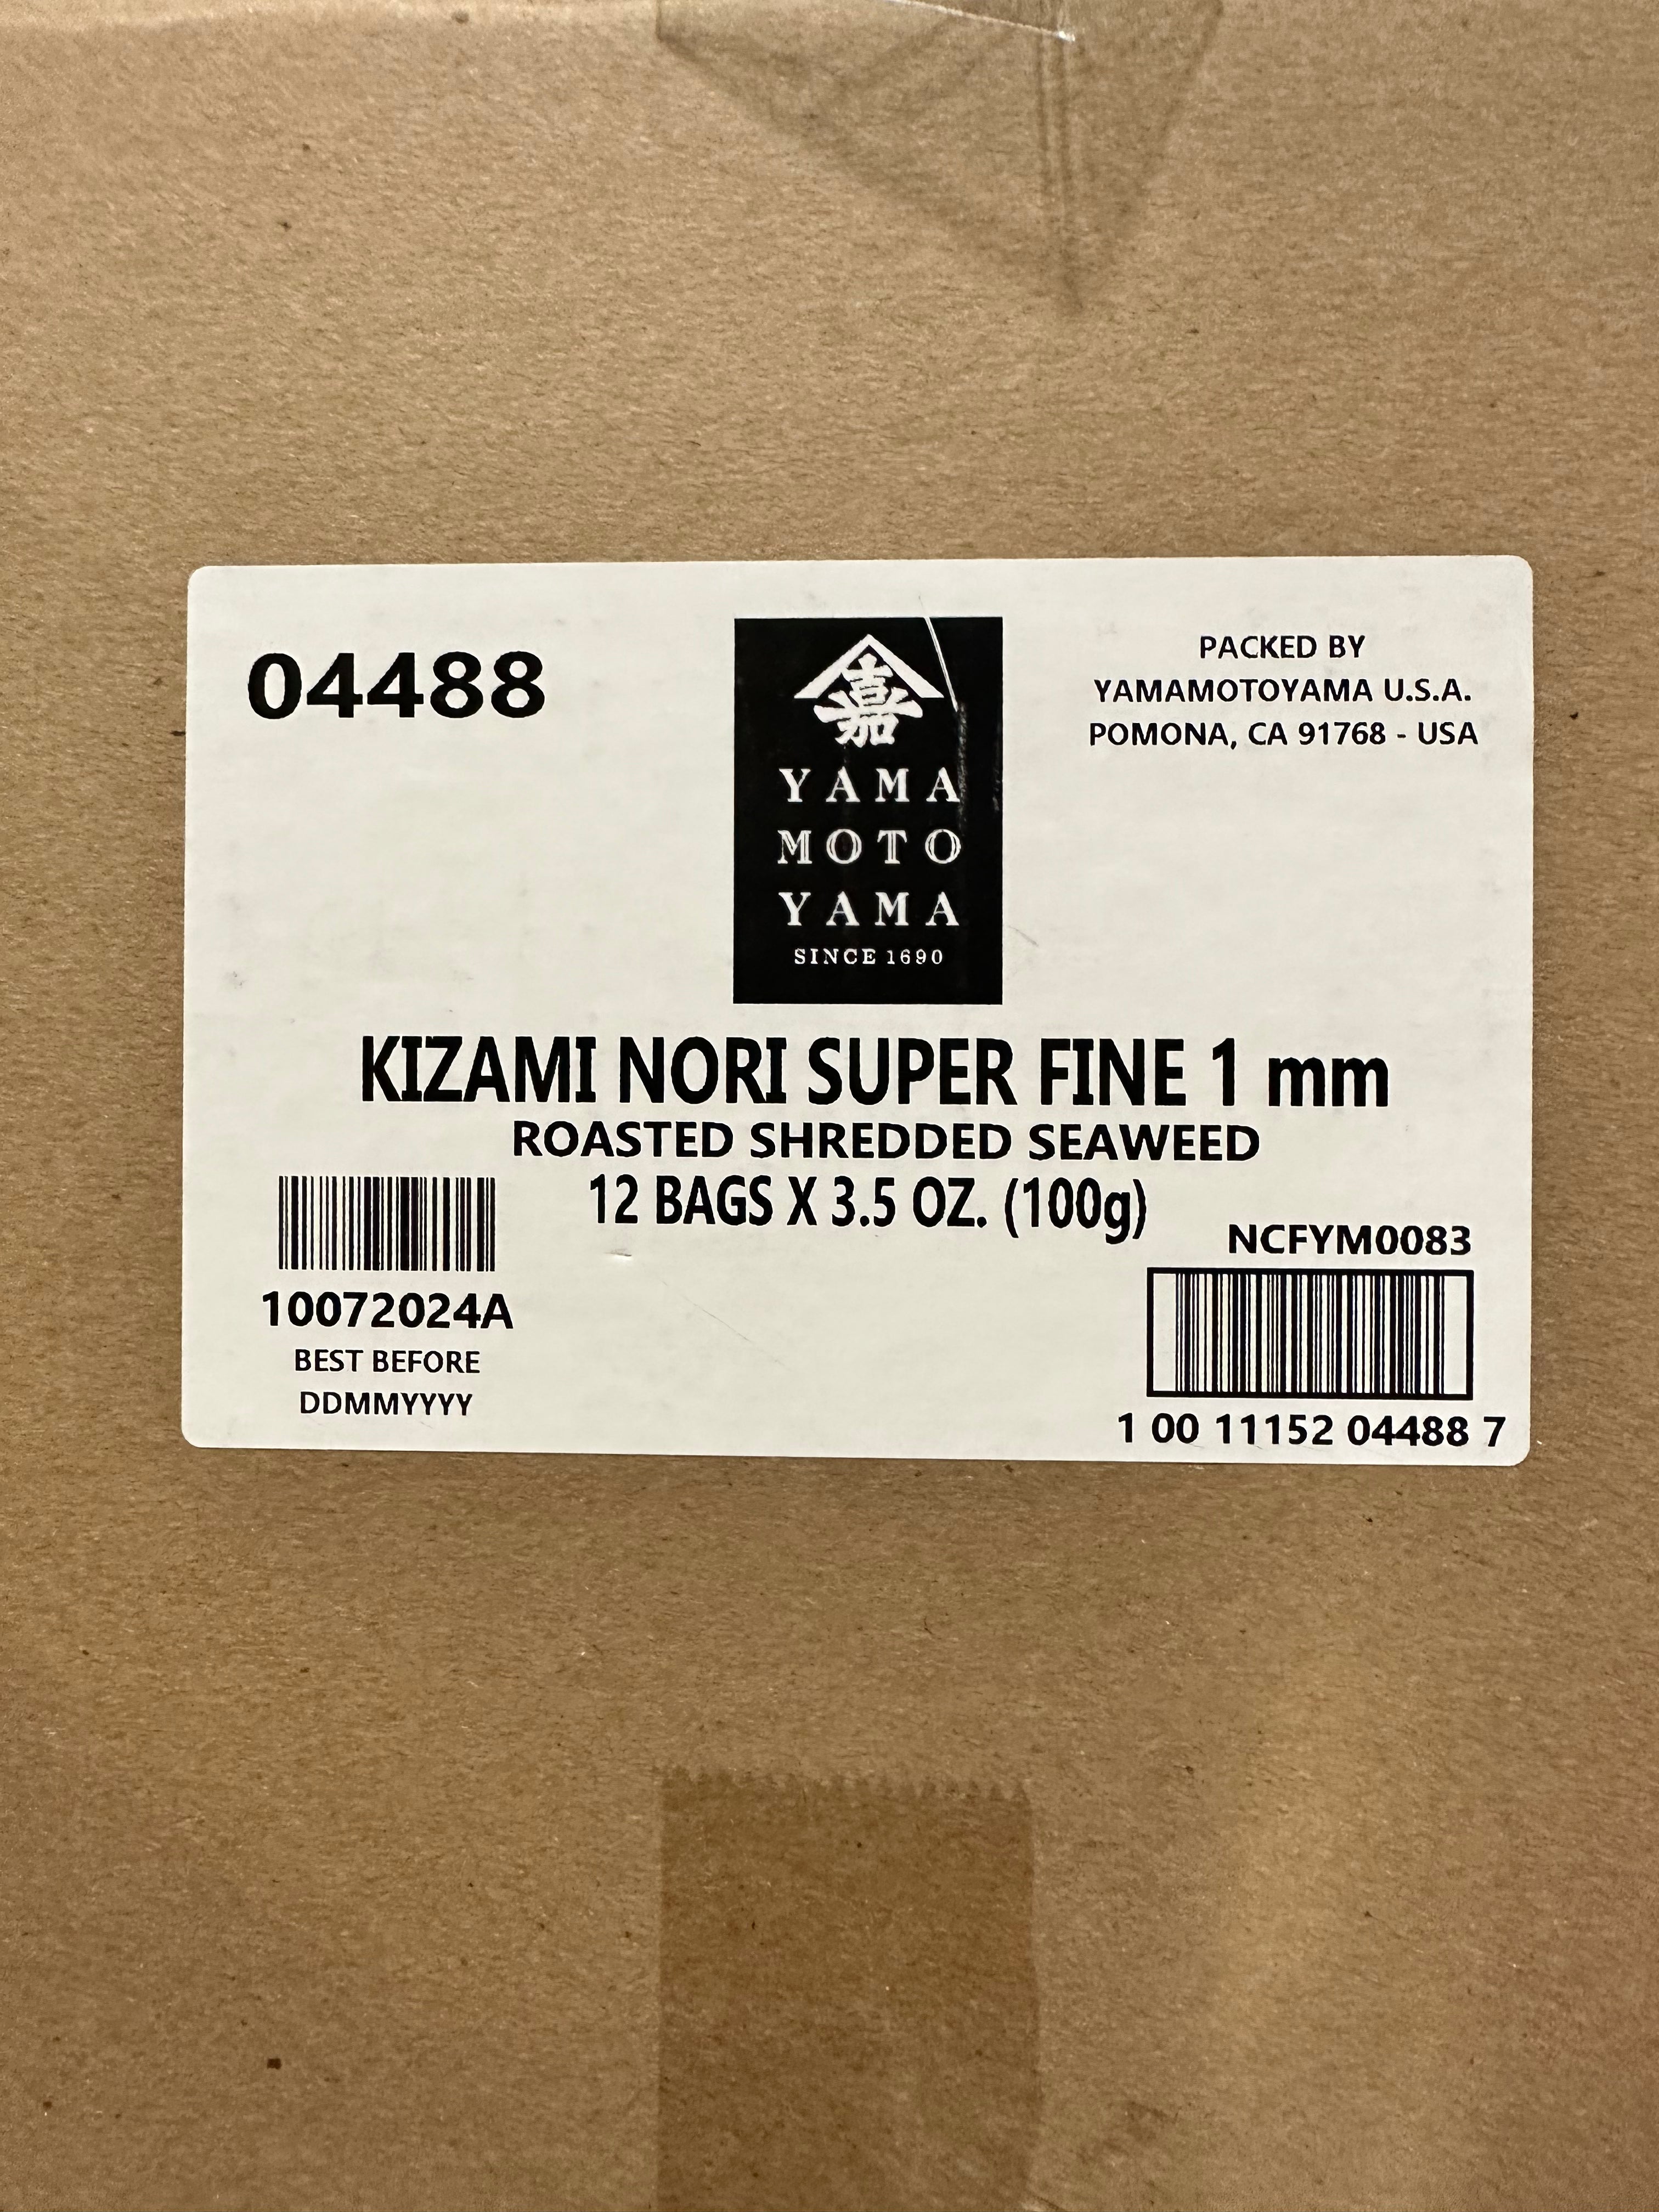 04488
嘉
YAMA
MOTO
YAMA
SINCE 1690
PACKED BY
YAMAMOTOYAMA U.S.A.
POMONA, CA 91768 - USA
KIZAMI NORI SUPER FINE 1 mm
ROASTED SHREDDED SEAWEED
12 BAGS X 3.5 OZ. (100g)
10072024A
BEST BEFORE
DDMMYYYY
NCFYM0083
1 00 11152 04488 7